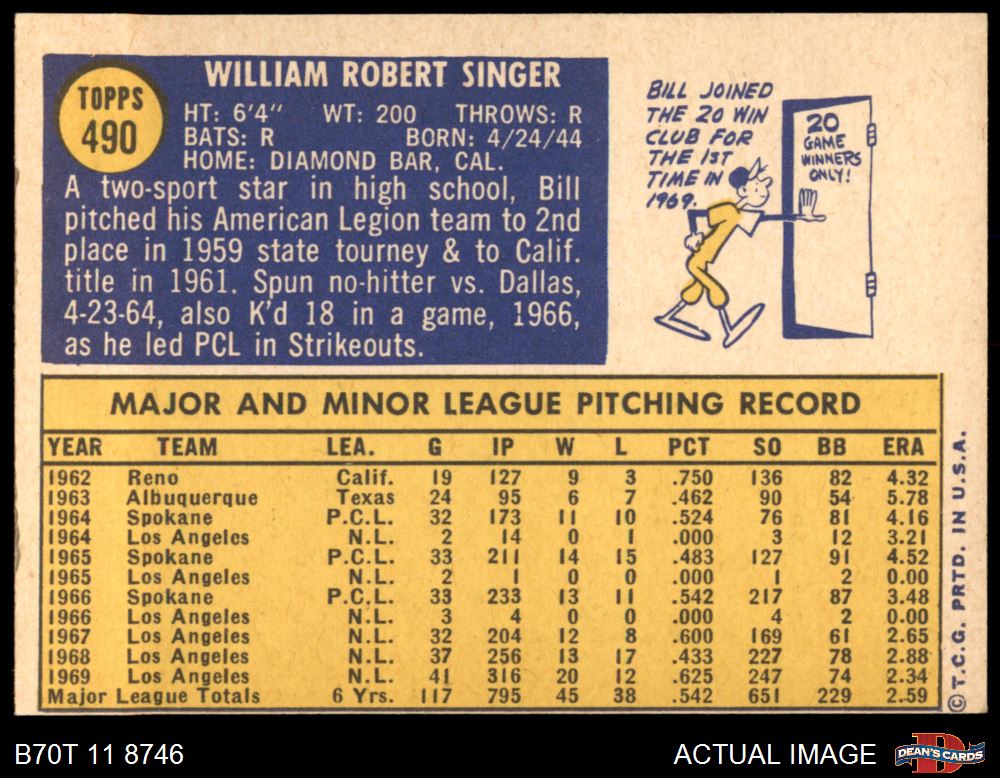 TOPPS
490
WILLIAM ROBERT SINGER
HT: 6'4" WT: 200 THROWS: R
BATS: R BORN: 4/24/44
HOME: DIAMOND BAR, CAL.
A two-sport star in high school, Bill
pitched his American Legion team to 2nd
place in 1959 state tourney & to Calif.
title in 1961. Spun no-hitter vs. Dallas,
4-23-64, also K'd 18 in a game, 1966,
as he led PCL in Strikeouts.
BILL JOINED
THE 20 WIN
CLUB FOR
THE 1ST
TIME IN
1969.
20
GAME
WINNERS
ONLY!
MAJOR AND MINOR LEAGUE PITCHING RECORD
YEAR TEAM LEA. G IP W L PCT SO BB ERA
1962 Reno Calif. 19 127 9 3 .750 136 82 4.32
1963 Albuquerque Texas 24 95 6 7 .462 90 54 5.78
1964 Spokane P.C.L. 32 173 11 10 .524 76 81 4.16
1964 Los Angeles N.L. 2 14 0 1 .000 3 12 3.21
1965 Spokane P.C.L. 33 211 14 15 .483 127 91 4.52
1965 Los Angeles N.L. 2 1 0 0 .000 1 2 0.00
1966 Spokane P.C.L. 33 233 13 11 .542 217 87 3.48
1966 Los Angeles N.L. 3 4 0 0 .000 4 2 0.00
1967 Los Angeles N.L. 32 204 12 8 .600 169 61 2.65
1968 Los Angeles N.L. 37 256 13 17 .433 227 78 2.88
1969 Los Angeles N.L. 41 316 20 12 .625 247 74 2.34
Major League Totals 6 Yrs. 117 795 45 38 .542 651 229 2.59
© T.C.G. PRTD. IN U.S.A.
B70T 11 8746
ACTUAL IMAGE
DEAN'S CARDS